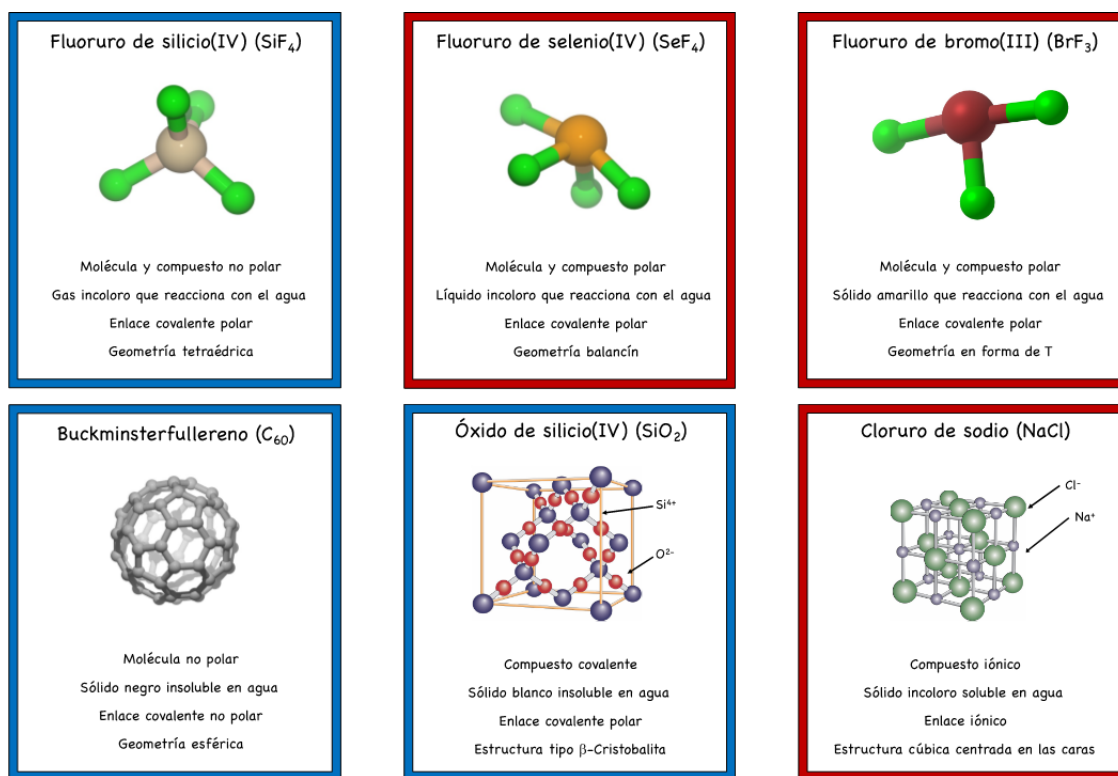 Fluoruro de silicio(IV) (SiF₄)
Molécula y compuesto no polar
Gas incoloro que reacciona con el agua
Enlace covalente polar
Geometría tetraédrica
Fluoruro de selenio(IV) (SeF₄)
Molécula y compuesto polar
Líquido incoloro que reacciona con el agua
Enlace covalente polar
Geometría balancín
Fluoruro de bromo(III) (BrF₃)
Molécula y compuesto polar
Sólido amarillo que reacciona con el agua
Enlace covalente polar
Geometría en forma de T
Buckminsterfullereno (C₆₀)
Molécula no polar
Sólido negro insoluble en agua
Enlace covalente no polar
Geometría esférica
Óxido de silicio(IV) (SiO₂)
Si⁴⁺
O²⁻
Compuesto covalente
Sólido blanco insoluble en agua
Enlace covalente polar
Estructura tipo β-Cristobalita
Cloruro de sodio (NaCl)
Cl⁻
Na⁺
Compuesto iónico
Sólido incoloro soluble en agua
Enlace iónico
Estructura cúbica centrada en las caras